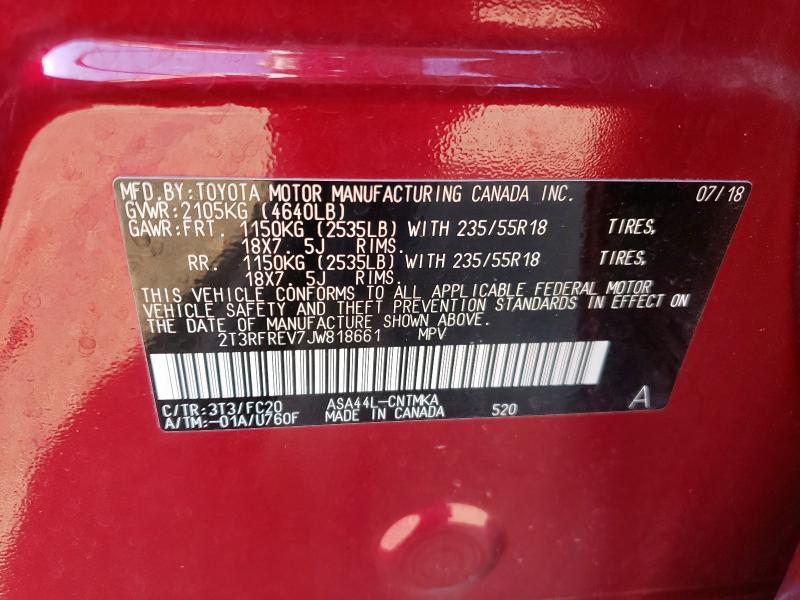 MFD.BY:TOYOTA MOTOR MANUFACTURING CANADA INC. 07/18
GVWR:2105KG (4640LB)
GAWR:FRT. 1150KG (2535LB) WITH 235/55R18 TIRES,
18X7. 5J RIMS.
RR. 1150KG (2535LB) WITH 235/55R18 TIRES,
18X7. 5J RIMS.
THIS VEHICLE CONFORMS TO ALL APPLICABLE FEDERAL MOTOR
VEHICLE SAFETY AND THEFT PREVENTION STANDARDS IN EFFECT ON
THE DATE OF MANUFACTURE SHOWN ABOVE.
2T3RFREV7JW818661 MPV
C/TR:3T3/FC20 ASA44L-CNTMKA 520 A
A/TM:-01A/U760F MADE IN CANADA